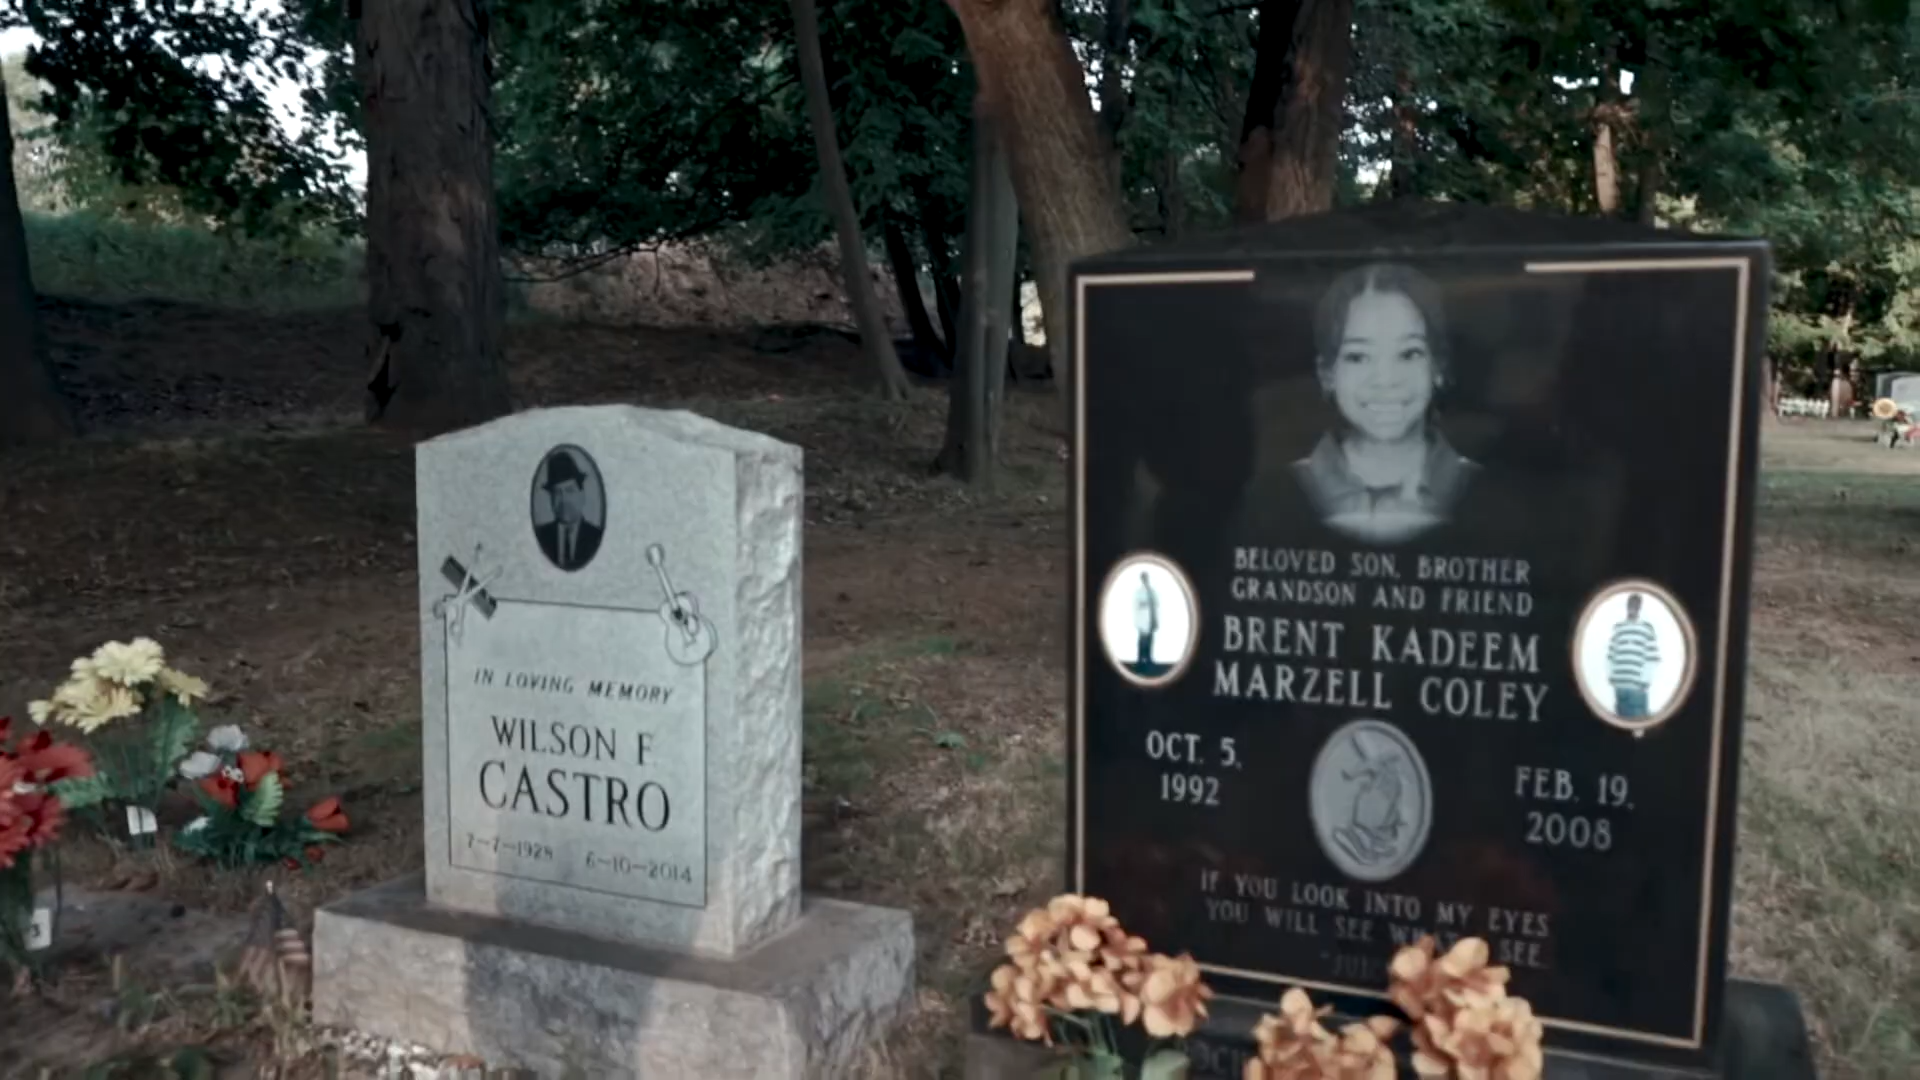 IN LOVING MEMORY
WILSON F.
CASTRO
7-7-1928 6-10-2014
BELOVED SON, BROTHER
GRANDSON AND FRIEND
BRENT KADEEM
MARZELL COLEY
OCT. 5,
1992
FEB. 19,
2008
IF YOU LOOK INTO MY EYES
YOU WILL SEE SEE